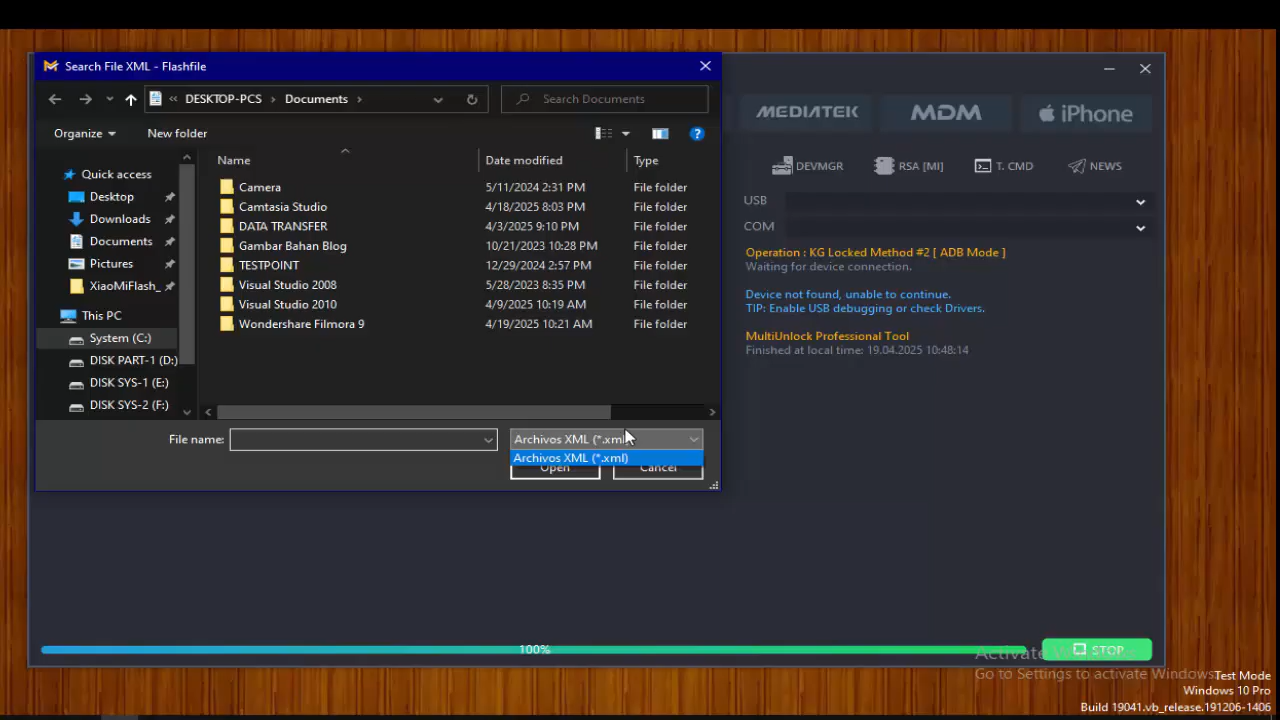 Search File XML - Flashfile
« DESKTOP-PCS > Documents >
Search Documents
Organize
New folder
Name
Date modified
Type
Quick access
Desktop
Downloads
Documents
Pictures
XiaoMiFlash_
This PC
System (C:)
DISK PART-1 (D:)
DISK SYS-1 (E:)
DISK SYS-2 (F:)
Camera 5/11/2024 2:31 PM File folder
Camtasia Studio 4/18/2025 8:03 PM File folder
DATA TRANSFER 4/3/2025 9:10 PM File folder
Gambar Bahan Blog 10/21/2023 10:28 PM File folder
TESTPOINT 12/29/2024 2:57 PM File folder
Visual Studio 2008 5/28/2023 8:35 PM File folder
Visual Studio 2010 4/9/2025 10:19 AM File folder
Wondershare Filmora 9 4/19/2025 10:21 AM File folder
File name:
Archivos XML (*.xml)
Archivos XML (*.xml)
Open
Cancel
MEDIATEK
MDM
iPhone
DEVMGR
RSA [MI]
T. CMD
NEWS
USB
COM
Operation : KG Locked Method #2 [ ADB Mode ]
Waiting for device connection.
Device not found, unable to continue.
TIP: Enable USB debugging or check Drivers.
MultiUnlock Professional Tool
Finished at local time: 19.04.2025 10:48:14
100%
STOP
Activate
Go to Settings to activate Windows.
Test Mode
Windows 10 Pro
Build 19041.vb_release.191206-1406